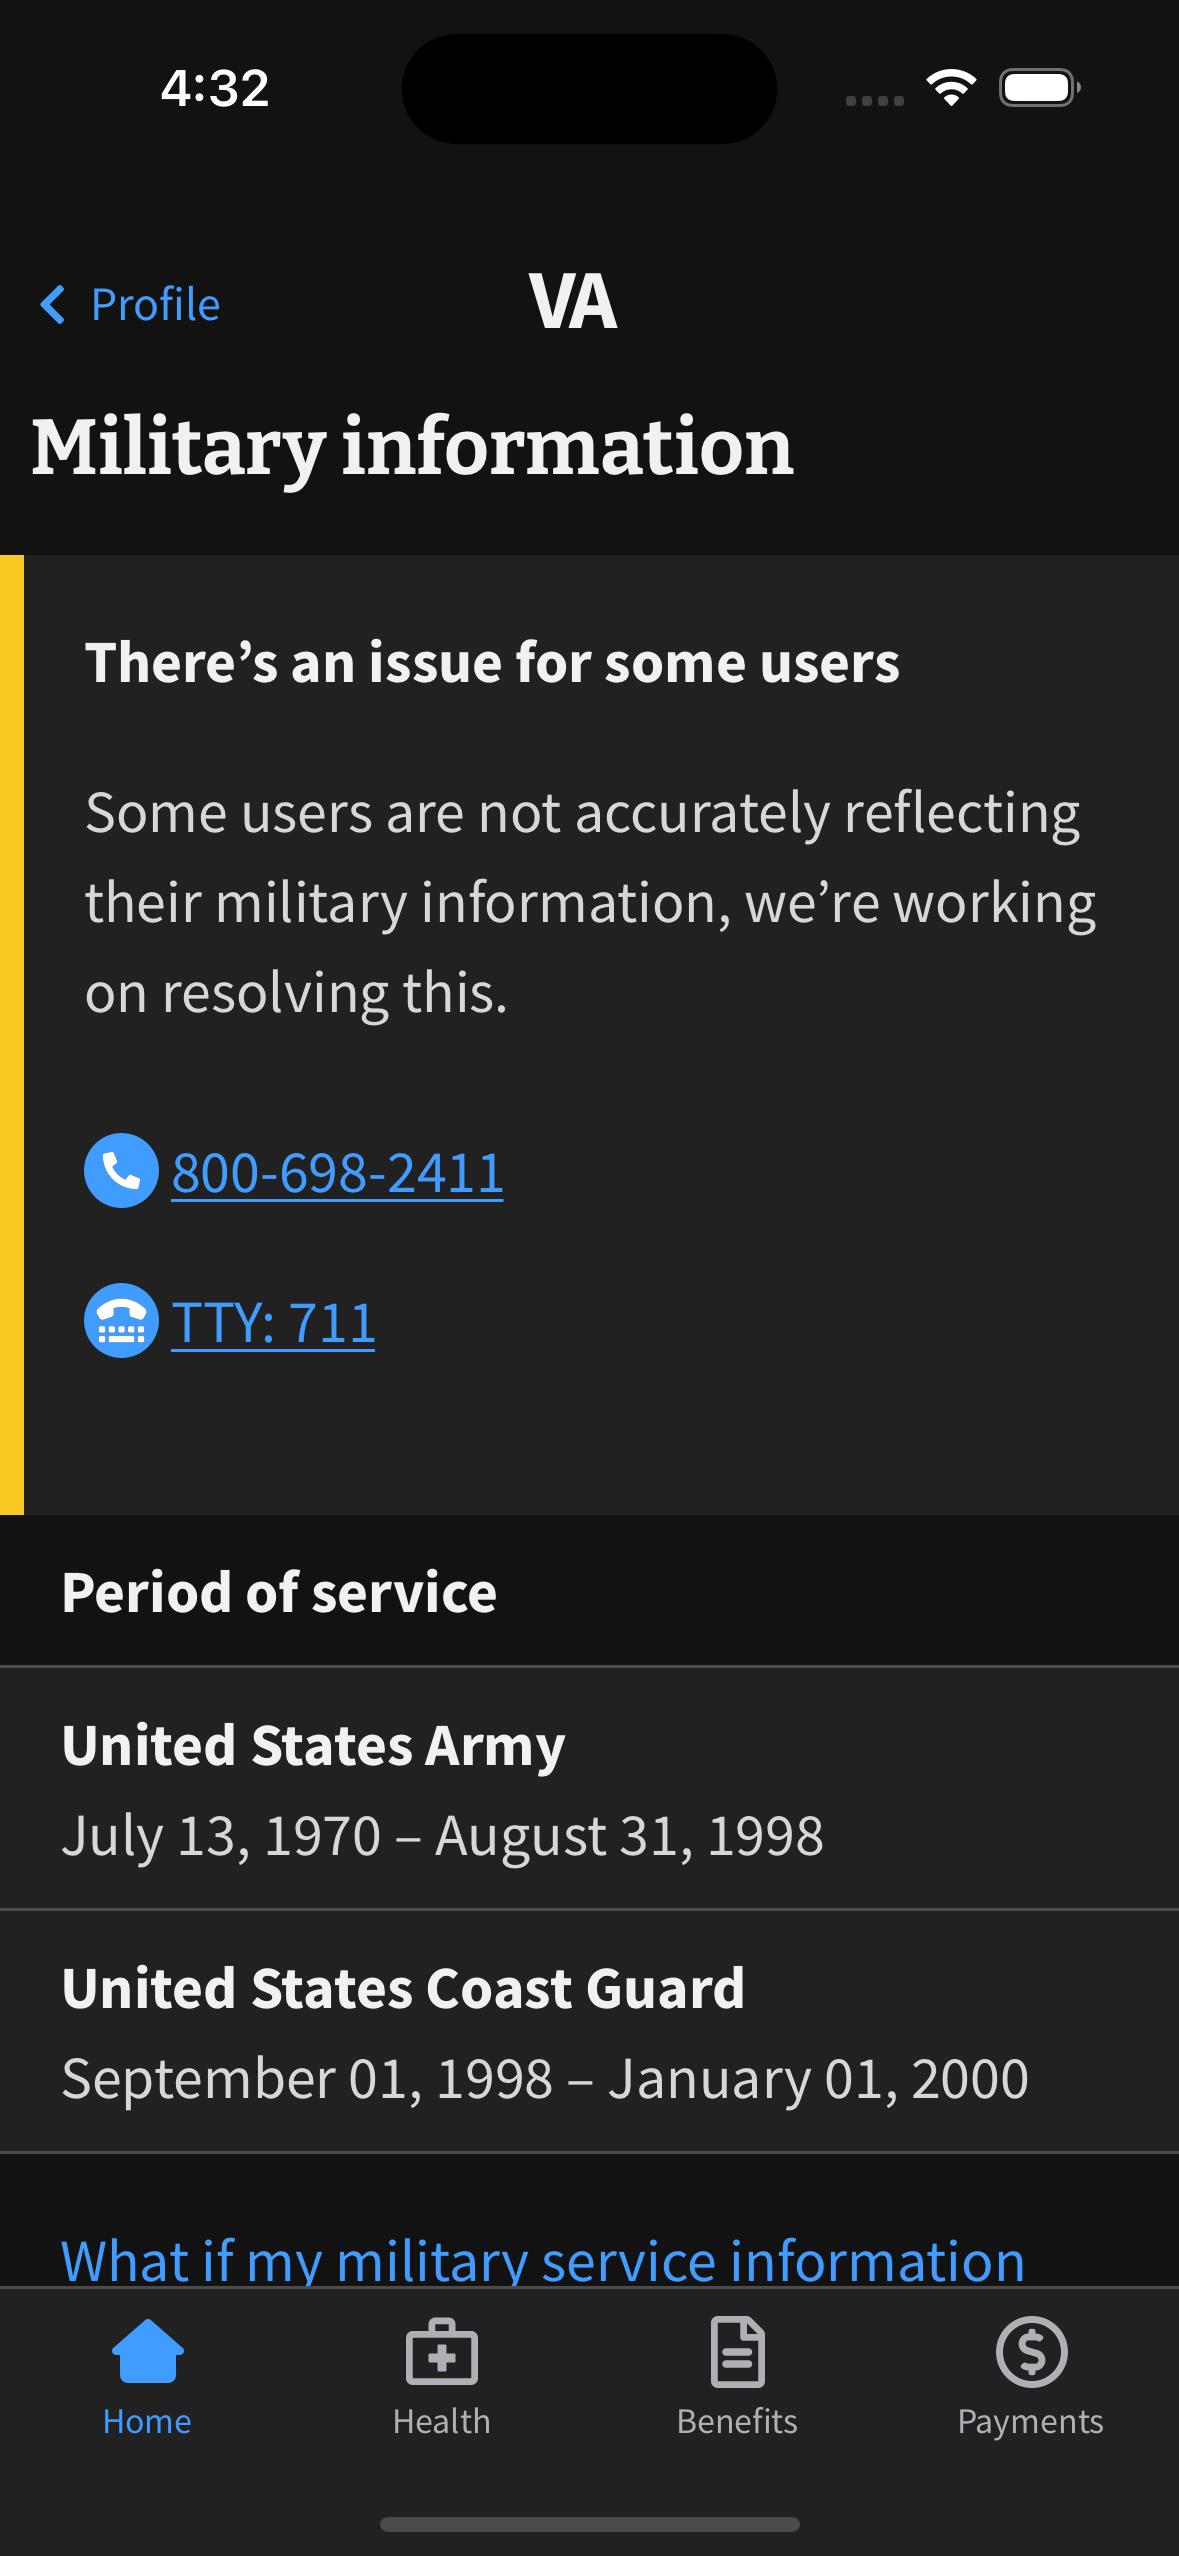 4:32
Profile
VA
Military information
There’s an issue for some users
Some users are not accurately reflecting
their military information, we’re working
on resolving this.
800-698-2411
TTY: 711
Period of service
United States Army
July 13, 1970 – August 31, 1998
United States Coast Guard
September 01, 1998 – January 01, 2000
What if my military service information
Home
Health
Benefits
Payments